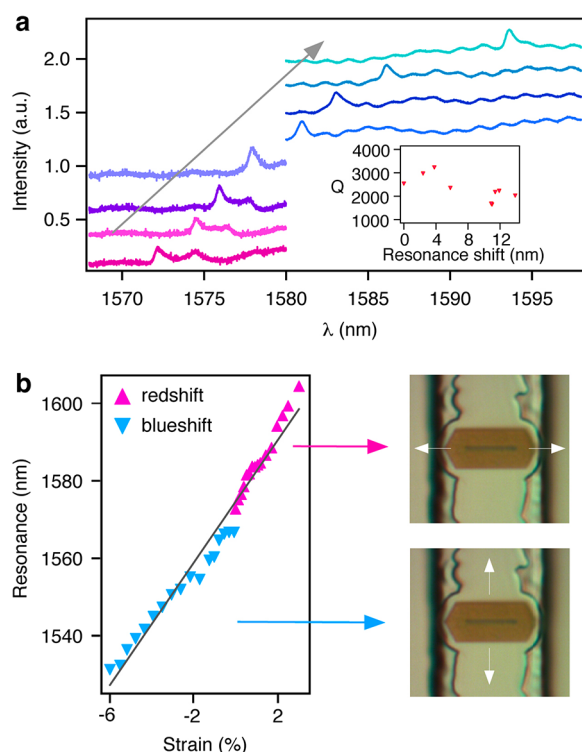 a
Intensity (a.u.)
2.0
1.5
1.0
0.5
1570
1575
1580
1585
1590
1595
λ (nm)
Q
4000
3000
2000
1000
0
4
8
12
Resonance shift (nm)
b
redshift
blueshift
Resonance (nm)
1600
1580
1560
1540
-6
-2
2
Strain (%)